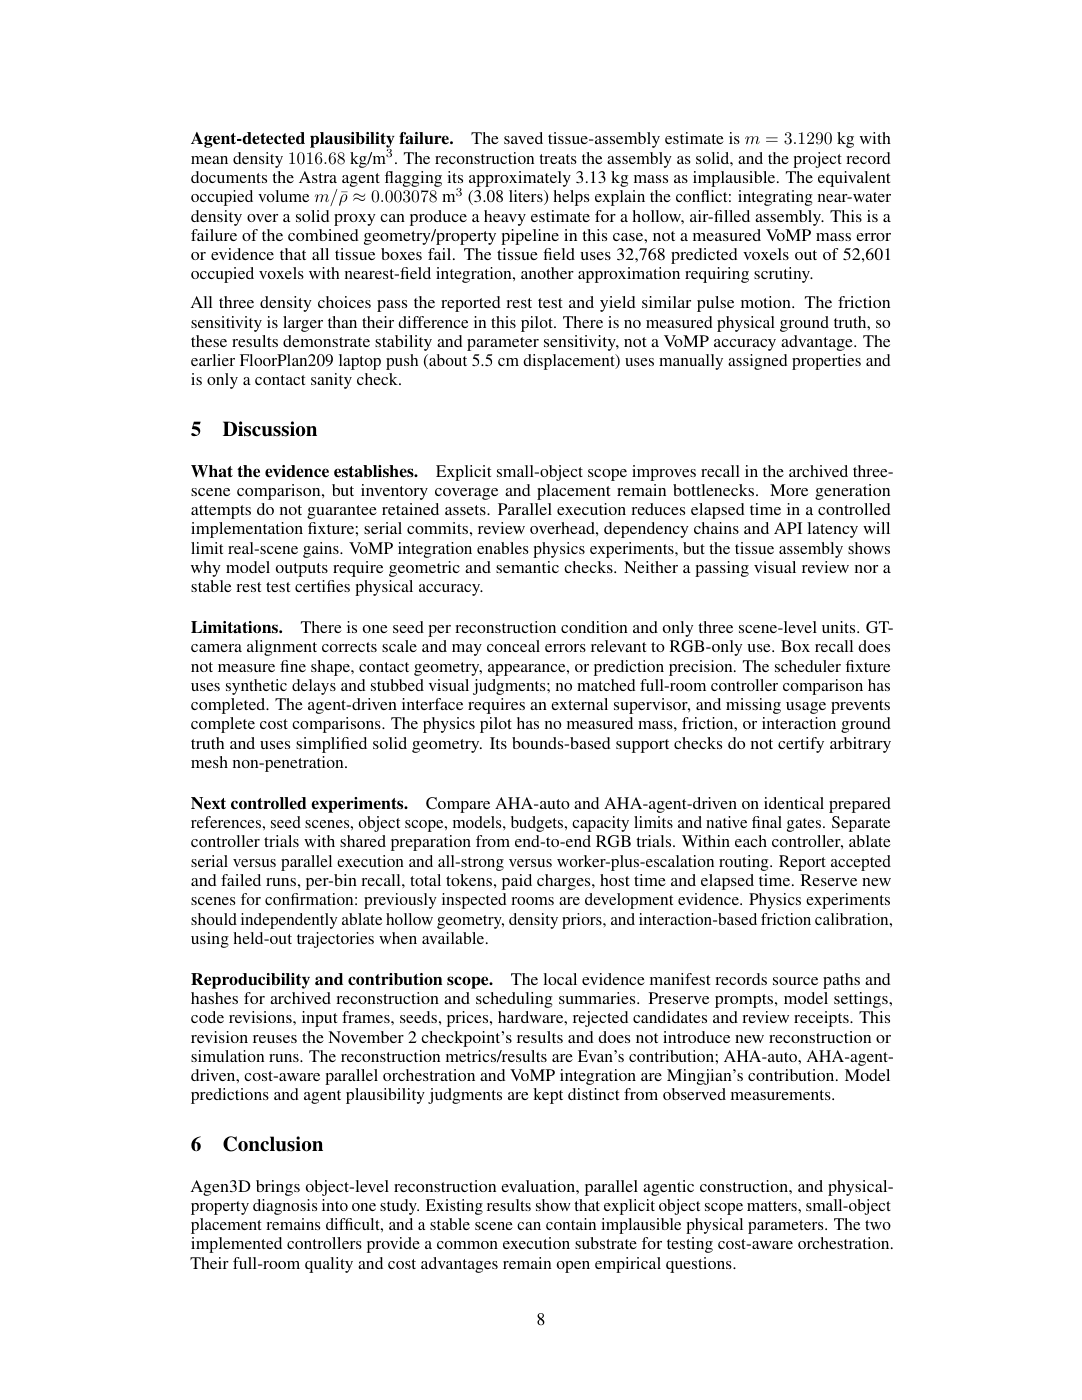 Agent-detected plausibility failure. The saved tissue-assembly estimate is m = 3.1290 kg with
mean density 1016.68 kg/m³. The reconstruction treats the assembly as solid, and the project record
documents the Astra agent flagging its approximately 3.13 kg mass as implausible. The equivalent
occupied volume m/ρ̄ ≈ 0.003078 m³ (3.08 liters) helps explain the conflict: integrating near-water
density over a solid proxy can produce a heavy estimate for a hollow, air-filled assembly. This is a
failure of the combined geometry/property pipeline in this case, not a measured VoMP mass error
or evidence that all tissue boxes fail. The tissue field uses 32,768 predicted voxels out of 52,601
occupied voxels with nearest-field integration, another approximation requiring scrutiny.
All three density choices pass the reported rest test and yield similar pulse motion. The friction
sensitivity is larger than their difference in this pilot. There is no measured physical ground truth, so
these results demonstrate stability and parameter sensitivity, not a VoMP accuracy advantage. The
earlier FloorPlan209 laptop push (about 5.5 cm displacement) uses manually assigned properties and
is only a contact sanity check.
5 Discussion
What the evidence establishes. Explicit small-object scope improves recall in the archived three-
scene comparison, but inventory coverage and placement remain bottlenecks. More generation
attempts do not guarantee retained assets. Parallel execution reduces elapsed time in a controlled
implementation fixture; serial commits, review overhead, dependency chains and API latency will
limit real-scene gains. VoMP integration enables physics experiments, but the tissue assembly shows
why model outputs require geometric and semantic checks. Neither a passing visual review nor a
stable rest test certifies physical accuracy.
Limitations. There is one seed per reconstruction condition and only three scene-level units. GT-
camera alignment corrects scale and may conceal errors relevant to RGB-only use. Box recall does
not measure fine shape, contact geometry, appearance, or prediction precision. The scheduler fixture
uses synthetic delays and stubbed visual judgments; no matched full-room controller comparison has
completed. The agent-driven interface requires an external supervisor, and missing usage prevents
complete cost comparisons. The physics pilot has no measured mass, friction, or interaction ground
truth and uses simplified solid geometry. Its bounds-based support checks do not certify arbitrary
mesh non-penetration.
Next controlled experiments. Compare AHA-auto and AHA-agent-driven on identical prepared
references, seed scenes, object scope, models, budgets, capacity limits and native final gates. Separate
controller trials with shared preparation from end-to-end RGB trials. Within each controller, ablate
serial versus parallel execution and all-strong versus worker-plus-escalation routing. Report accepted
and failed runs, per-bin recall, total tokens, paid charges, host time and elapsed time. Reserve new
scenes for confirmation: previously inspected rooms are development evidence. Physics experiments
should independently ablate hollow geometry, density priors, and interaction-based friction calibration,
using held-out trajectories when available.
Reproducibility and contribution scope. The local evidence manifest records source paths and
hashes for archived reconstruction and scheduling summaries. Preserve prompts, model settings,
code revisions, input frames, seeds, prices, hardware, rejected candidates and review receipts. This
revision reuses the November 2 checkpoint's results and does not introduce new reconstruction or
simulation runs. The reconstruction metrics/results are Evan's contribution; AHA-auto, AHA-agent-
driven, cost-aware parallel orchestration and VoMP integration are Mingjian's contribution. Model
predictions and agent plausibility judgments are kept distinct from observed measurements.
6 Conclusion
Agen3D brings object-level reconstruction evaluation, parallel agentic construction, and physical-
property diagnosis into one study. Existing results show that explicit object scope matters, small-object
placement remains difficult, and a stable scene can contain implausible physical parameters. The two
implemented controllers provide a common execution substrate for testing cost-aware orchestration.
Their full-room quality and cost advantages remain open empirical questions.
8